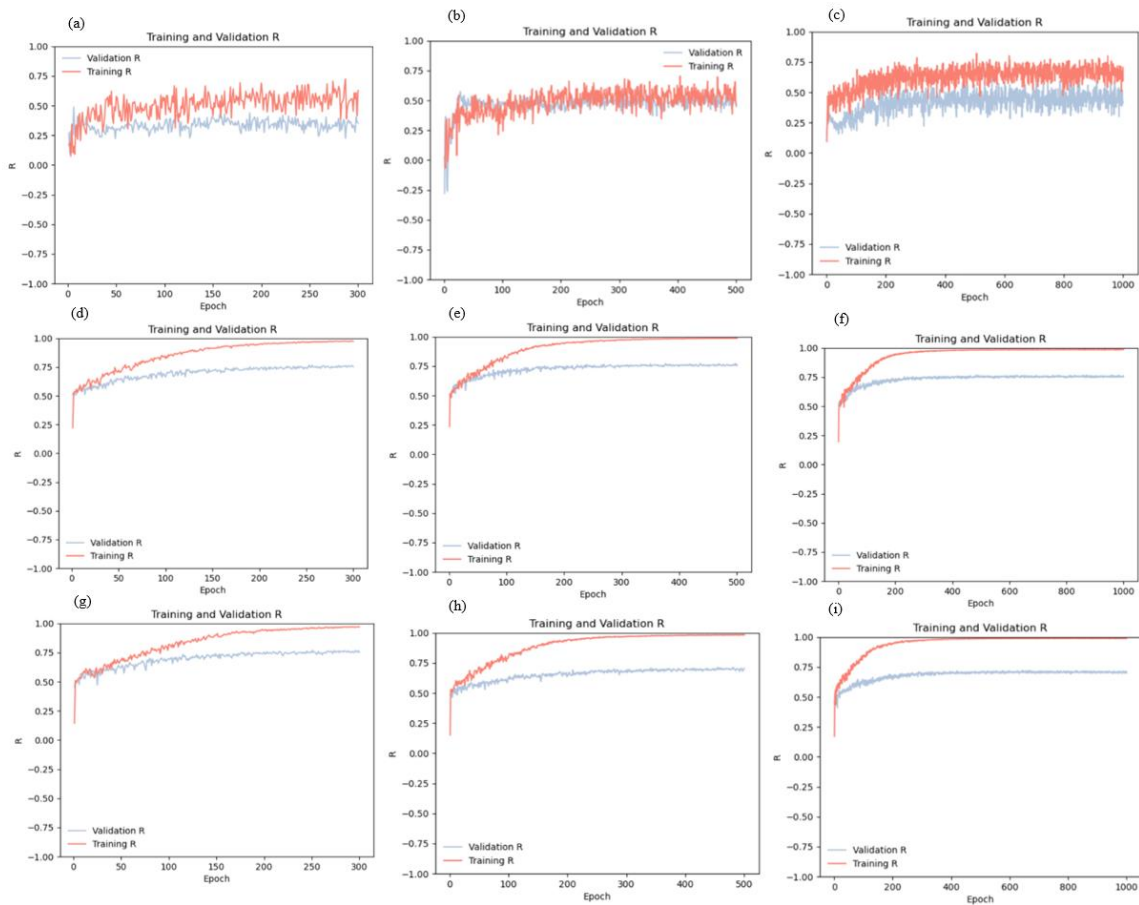 (a)
Training and Validation R
1.00
0.75
0.50
0.25
0.00
−0.25
−0.50
−0.75
−1.00
R
Validation R
Training R
0 50 100 150 200 250 300
Epoch
(b)
Training and Validation R
1.00
0.75
0.50
0.25
0.00
−0.25
−0.50
−0.75
−1.00
R
Validation R
Training R
0 100 200 300 400 500
Epoch
(c)
Training and Validation R
1.00
0.75
0.50
0.25
0.00
−0.25
−0.50
−0.75
−1.00
R
Validation R
Training R
0 200 400 600 800 1000
Epoch
(d)
Training and Validation R
1.00
0.75
0.50
0.25
0.00
−0.25
−0.50
−0.75
−1.00
R
Validation R
Training R
0 50 100 150 200 250 300
Epoch
(e)
Training and Validation R
1.00
0.75
0.50
0.25
0.00
−0.25
−0.50
−0.75
−1.00
R
Validation R
Training R
0 100 200 300 400 500
Epoch
(f)
Training and Validation R
1.00
0.75
0.50
0.25
0.00
−0.25
−0.50
−0.75
−1.00
R
Validation R
Training R
0 200 400 600 800 1000
Epoch
(g)
Training and Validation R
1.00
0.75
0.50
0.25
0.00
−0.25
−0.50
−0.75
−1.00
R
Validation R
Training R
0 50 100 150 200 250 300
Epoch
(h)
Training and Validation R
1.00
0.75
0.50
0.25
0.00
−0.25
−0.50
−0.75
−1.00
R
Validation R
Training R
0 100 200 300 400 500
Epoch
(i)
Training and Validation R
1.00
0.75
0.50
0.25
0.00
−0.25
−0.50
−0.75
−1.00
R
Validation R
Training R
0 200 400 600 800 1000
Epoch